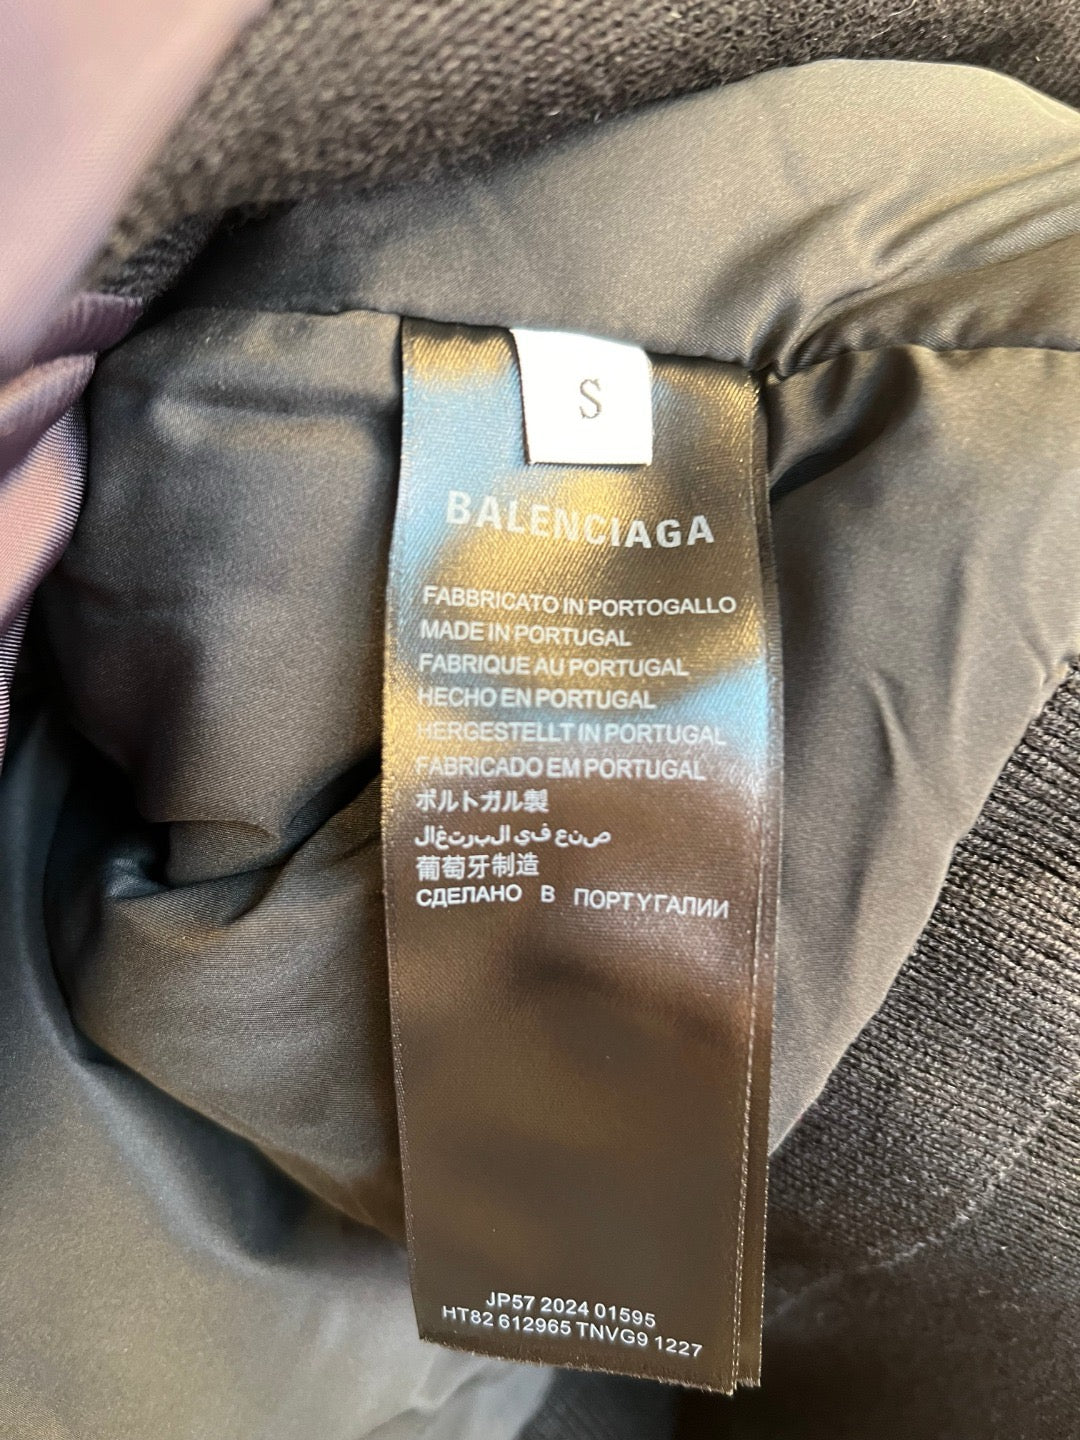 S
BALENCIAGA
FABBRICATO IN PORTOGALLO
MADE IN PORTUGAL
FABRIQUE AU PORTUGAL
HECHO EN PORTUGAL
HERGESTELLT IN PORTUGAL
FABRICADO EM PORTUGAL
ポルトガル製
صنع في البرتغال
葡萄牙制造
СДЕЛАНО В ПОРТУГАЛИИ
JP57 2024 01595
HT82 612965 TNVG9 1227